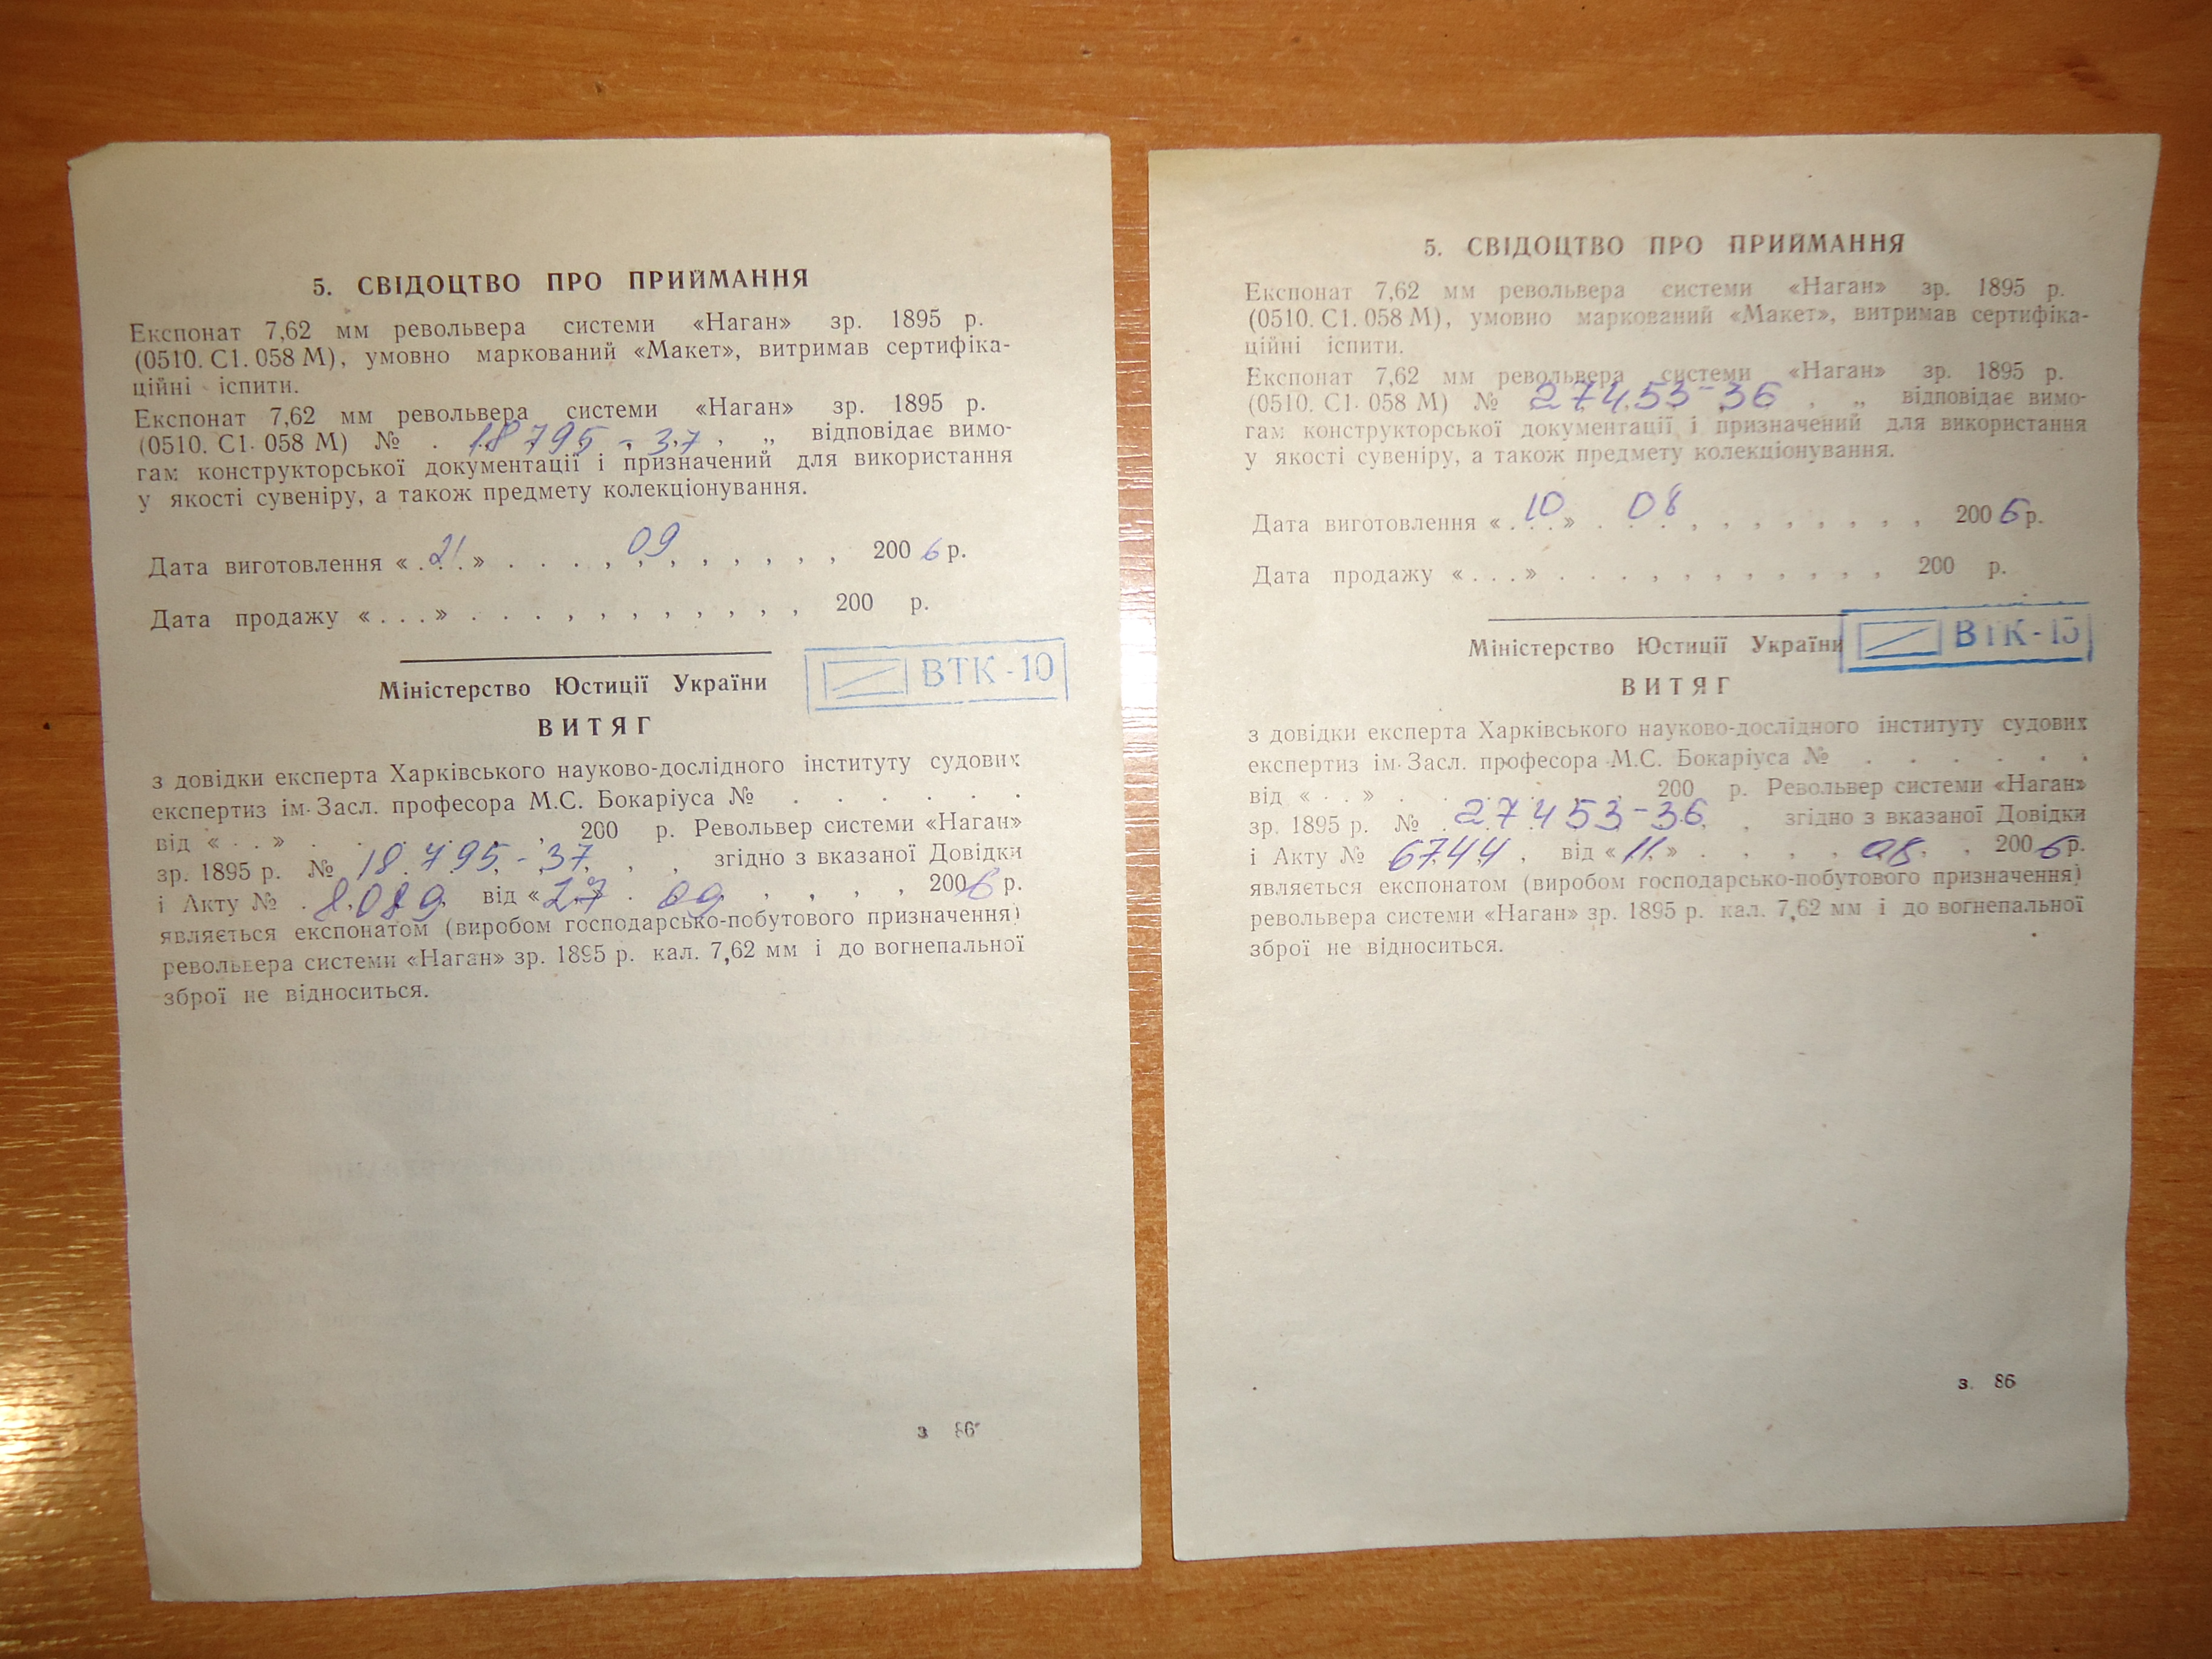 5. СВІДОЦТВО ПРО ПРИЙМАННЯ
Експонат 7,62 мм револьвера системи «Наган» зр. 1895 р.
(0510. С1. 058 М), умовно маркований «Макет», витримав сертифіка-
ційні іспити.
Експонат 7,62 мм револьвера системи «Наган» зр. 1895 р.
(0510. С1. 058 М) № 18795-37, „ відповідає вимо-
гам конструкторської документації і призначений для використання
у якості сувеніру, а також предмету колекціонування.
Дата виготовлення «21» 09 2006 р.
Дата продажу «...» 200 р.
ВТК-10
Міністерство Юстиції України
ВИТЯГ
з довідки експерта Харківського науково-дослідного інституту судових
експертиз ім. Засл. професора М.С. Бокаріуса № . . . . . .
від « . . » . . . . . 200 р. Револьвер системи «Наган»
зр. 1895 р. № 18795-37, , , згідно з вказаної Довідки
і Акту № 8089 від «27» 09 , , , , 2006 р.
являється експонатом (виробом господарсько-побутового призначення)
револьвера системи «Наган» зр. 1895 р. кал. 7,62 мм і до вогнепальної
зброї не відноситься.
з 86
5. СВІДОЦТВО ПРО ПРИЙМАННЯ
Експонат 7,62 мм револьвера системи «Наган» зр. 1895 р.
(0510. С1. 058 М), умовно маркований «Макет», витримав сертифіка-
ційні іспити.
Експонат 7,62 мм револьвера системи «Наган» зр. 1895 р.
(0510. С1. 058 М) № 27453-36, „ відповідає вимо-
гам конструкторської документації і призначений для використання
у якості сувеніру, а також предмету колекціонування.
Дата виготовлення «10» 08 2006 р.
Дата продажу «...» 200 р.
ВТК-15
Міністерство Юстиції України
ВИТЯГ
з довідки експерта Харківського науково-дослідного інституту судових
експертиз ім. Засл. професора М.С. Бокаріуса № . . . . . .
від « . . » . . . . . 200 р. Револьвер системи «Наган»
зр. 1895 р. № 27453-36, , згідно з вказаної Довідки
і Акту № 6744, від «11» . , , , 08, , 2006 р.
являється експонатом (виробом господарсько-побутового призначення)
револьвера системи «Наган» зр. 1895 р. кал. 7,62 мм і до вогнепальної
зброї не відноситься.
з. 86